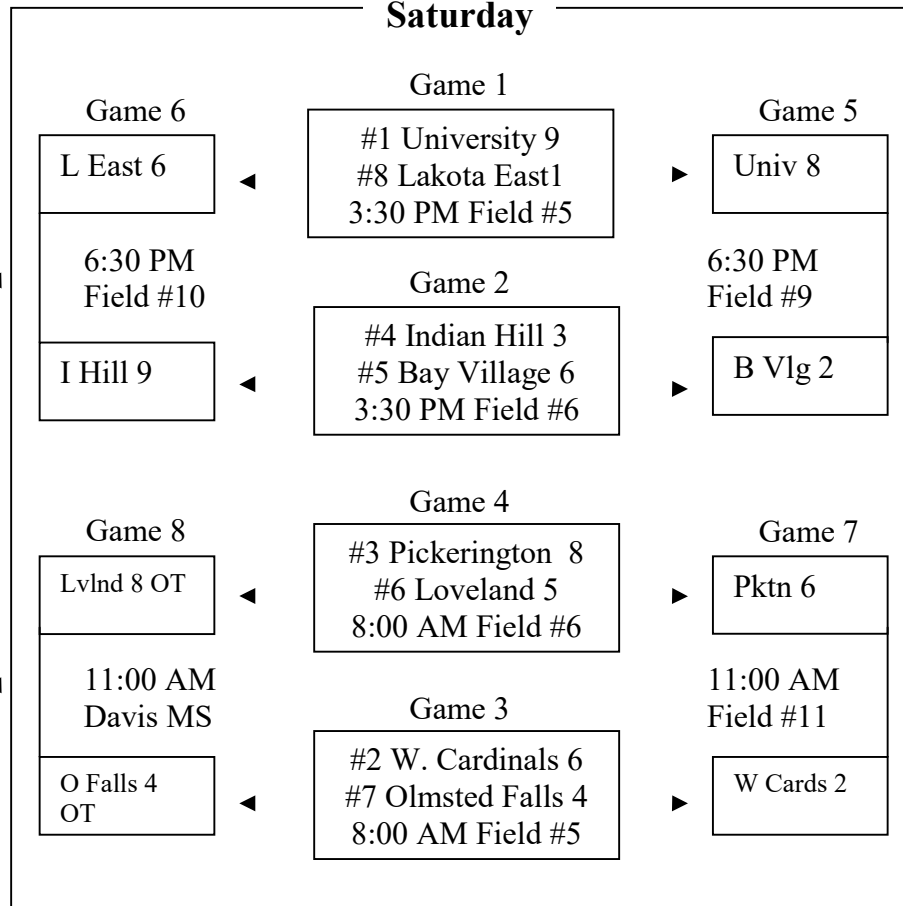 Saturday
Game 1
Game 6
Game 5
#1 University 9
#8 Lakota East1
3:30 PM Field #5
L East 6
Univ 8
6:30 PM
Field #10
6:30 PM
Field #9
Game 2
#4 Indian Hill 3
#5 Bay Village 6
3:30 PM Field #6
I Hill 9
B Vlg 2
Game 4
Game 8
Game 7
#3 Pickerington 8
#6 Loveland 5
8:00 AM Field #6
Lvlnd 8 OT
Pktn 6
11:00 AM
Davis MS
11:00 AM
Field #11
Game 3
#2 W. Cardinals 6
#7 Olmsted Falls 4
8:00 AM Field #5
O Falls 4
OT
W Cards 2